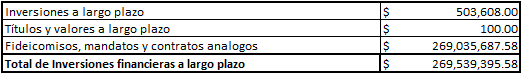 Inversiones a largo plazo $ 503,608.00
Títulos y valores a largo plazo $ 100.00
Fideicomisos, mandatos y contratos analogos $ 269,035,687.58
Total de Inversiones financieras a largo plazo $ 269,539,395.58